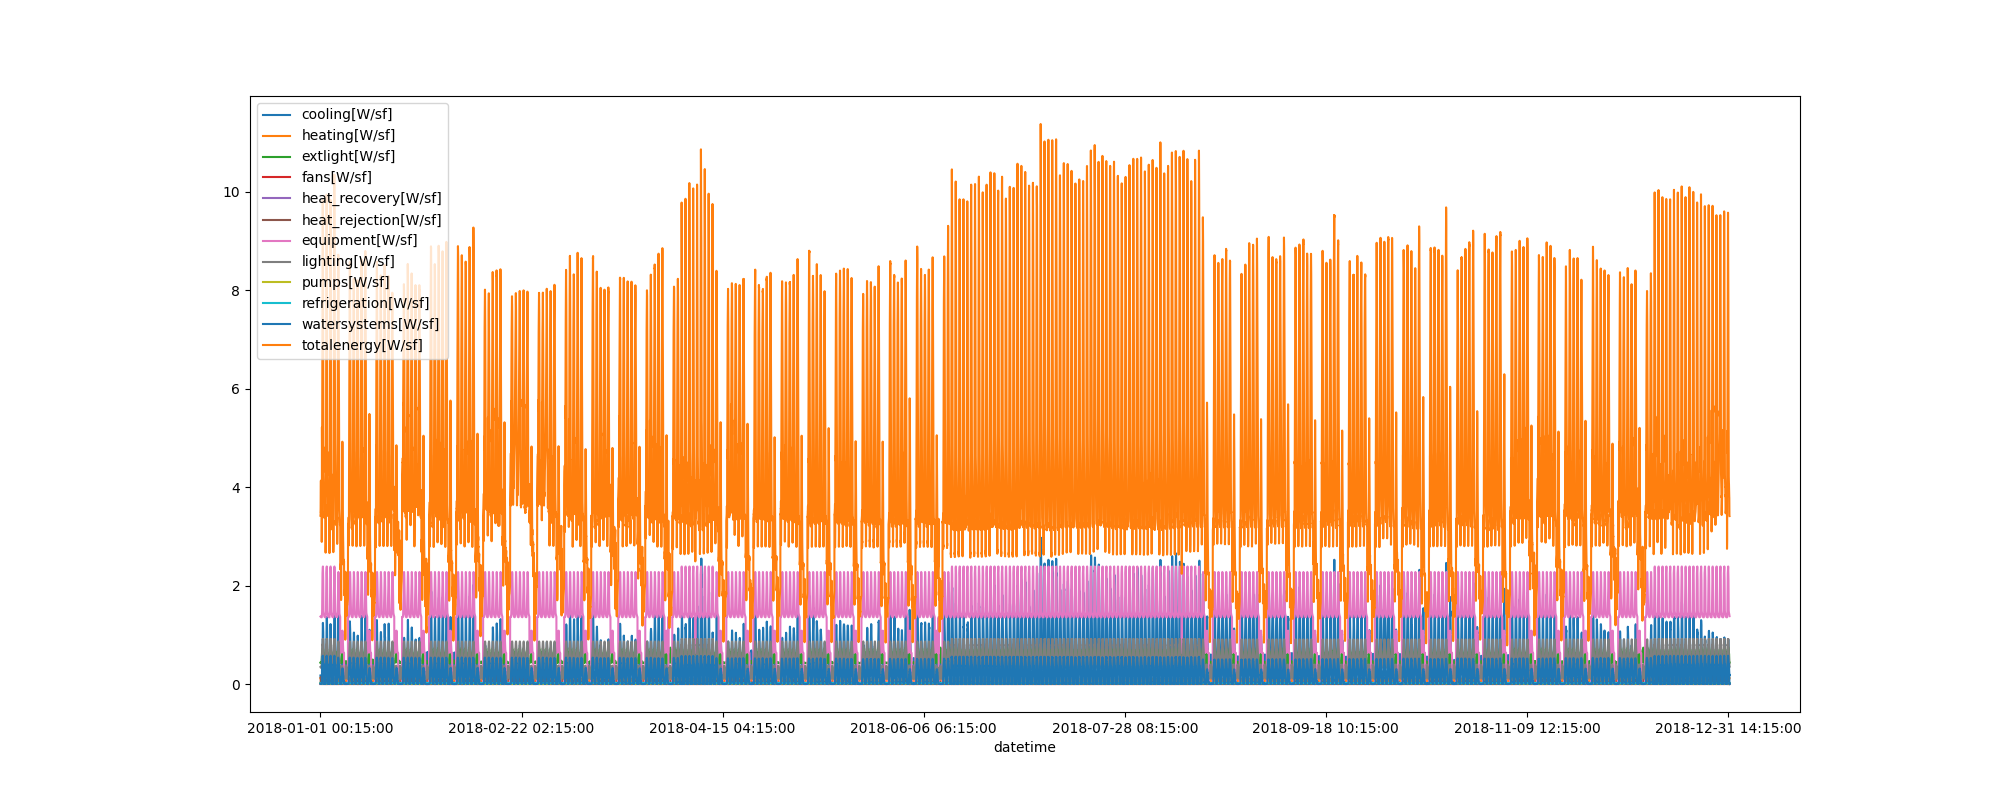 cooling[W/sf]
heating[W/sf]
extlight[W/sf]
fans[W/sf]
heat_recovery[W/sf]
heat_rejection[W/sf]
equipment[W/sf]
lighting[W/sf]
pumps[W/sf]
refrigeration[W/sf]
watersystems[W/sf]
totalenergy[W/sf]
10
8
6
4
2
0
2018-01-01 00:15:00 2018-02-22 02:15:00 2018-04-15 04:15:00 2018-06-06 06:15:00 2018-07-28 08:15:00 2018-09-18 10:15:00 2018-11-09 12:15:00 2018-12-31 14:15:00
datetime